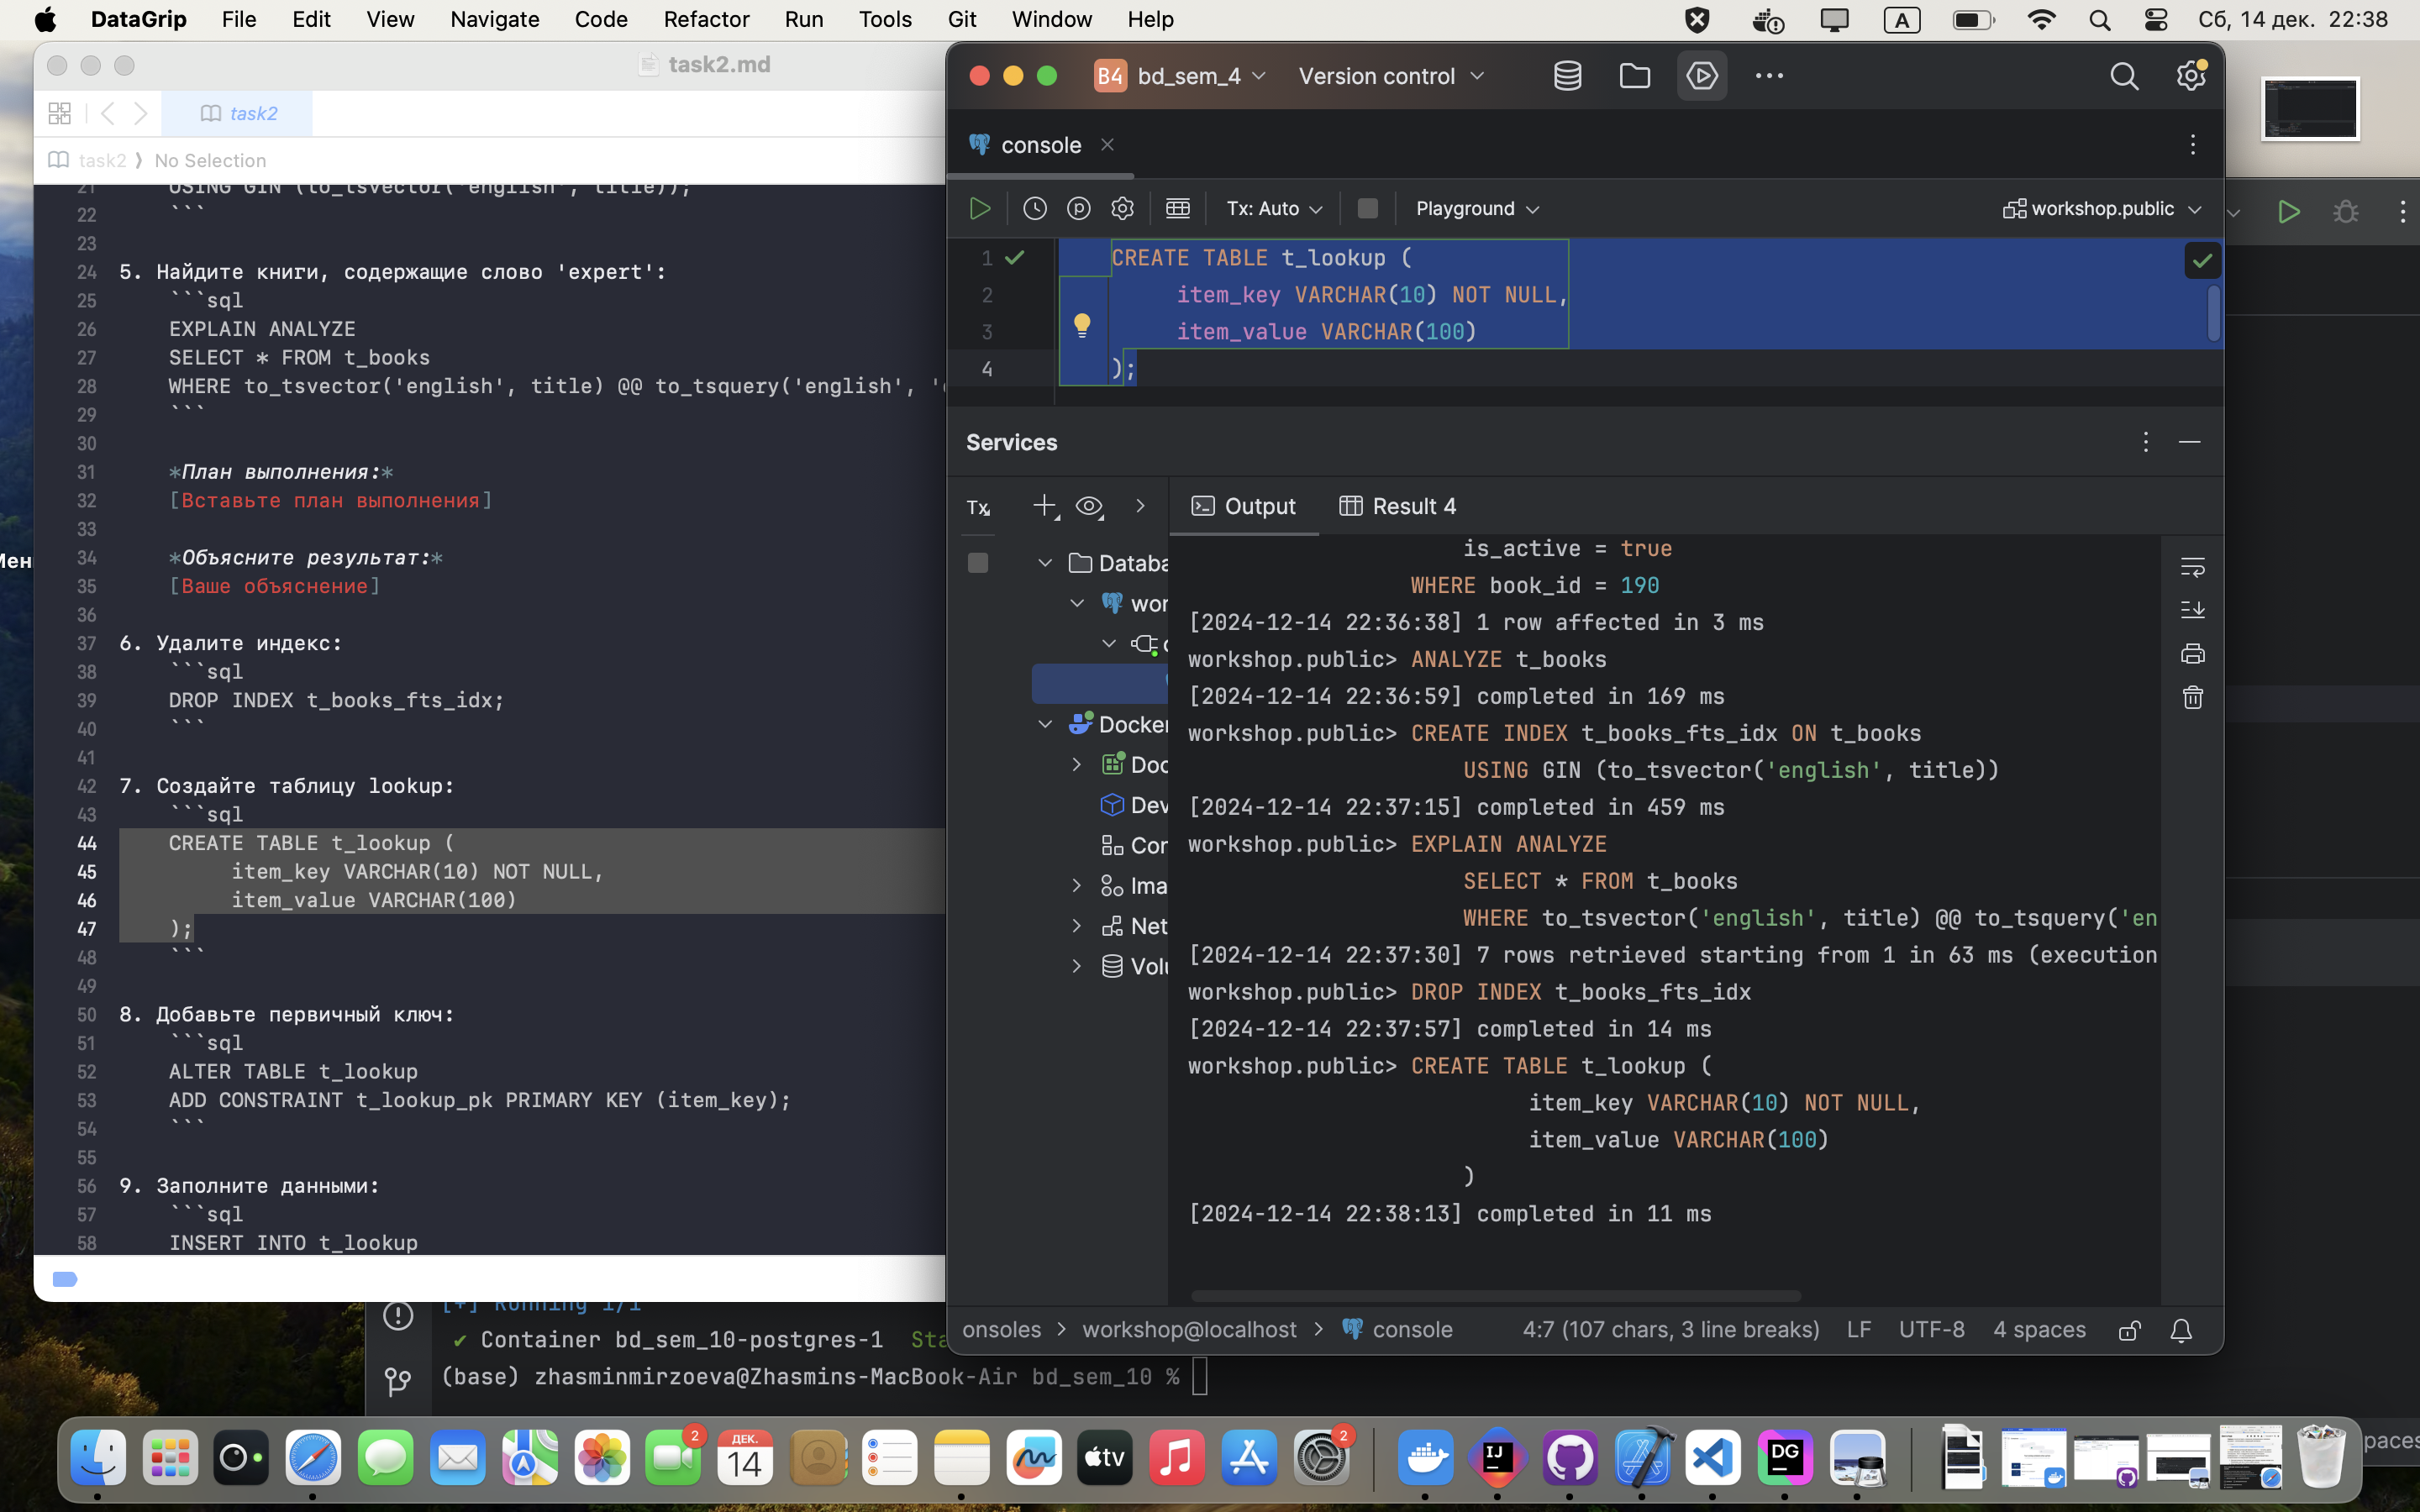 DataGrip File Edit View Navigate Code Refactor Run Tools Git Window Help A Сб, 14 дек. 22:38
task2.md
task2
task2 No Selection
21 USING GIN (to_tsvector('english', title));
22 ```
23
24 5. Найдите книги, содержащие слово 'expert':
25 ```sql
26 EXPLAIN ANALYZE
27 SELECT * FROM t_books
28 WHERE to_tsvector('english', title) @@ to_tsquery('english',
29 ```
30
31 *План выполнения:*
32 [Вставьте план выполнения]
33
34 *Объясните результат:*
35 [Ваше объяснение]
36
37 6. Удалите индекс:
38 ```sql
39 DROP INDEX t_books_fts_idx;
40 ```
41
42 7. Создайте таблицу lookup:
43 ```sql
44 CREATE TABLE t_lookup (
45 item_key VARCHAR(10) NOT NULL,
46 item_value VARCHAR(100)
47 );
48 ```
49
50 8. Добавьте первичный ключ:
51 ```sql
52 ALTER TABLE t_lookup
53 ADD CONSTRAINT t_lookup_pk PRIMARY KEY (item_key);
54 ```
55
56 9. Заполните данными:
57 ```sql
58 INSERT INTO t_lookup
B4 bd_sem_4 Version control
console
Tx: Auto Playground workshop.public
1 CREATE TABLE t_lookup (
2 item_key VARCHAR(10) NOT NULL,
3 item_value VARCHAR(100)
4 );
Services
Tx Output Result 4
Databa
wor
Docker
Doc
Dev
Cor
Ima
Net
Volu
is_active = true
WHERE book_id = 190
[2024-12-14 22:36:38] 1 row affected in 3 ms
workshop.public> ANALYZE t_books
[2024-12-14 22:36:59] completed in 169 ms
workshop.public> CREATE INDEX t_books_fts_idx ON t_books
USING GIN (to_tsvector('english', title))
[2024-12-14 22:37:15] completed in 459 ms
workshop.public> EXPLAIN ANALYZE
SELECT * FROM t_books
WHERE to_tsvector('english', title) @@ to_tsquery('en
[2024-12-14 22:37:30] 7 rows retrieved starting from 1 in 63 ms (execution
workshop.public> DROP INDEX t_books_fts_idx
[2024-12-14 22:37:57] completed in 14 ms
workshop.public> CREATE TABLE t_lookup (
item_key VARCHAR(10) NOT NULL,
item_value VARCHAR(100)
)
[2024-12-14 22:38:13] completed in 11 ms
onsoles workshop@localhost console 4:7 (107 chars, 3 line breaks) LF UTF-8 4 spaces
[+] Running 1/1
✔ Container bd_sem_10-postgres-1 Sta
(base) zhasminmirzoeva@Zhasmins-MacBook-Air bd_sem_10 %
2
ДЕК.
14
tv
2
IJ
DG
paces